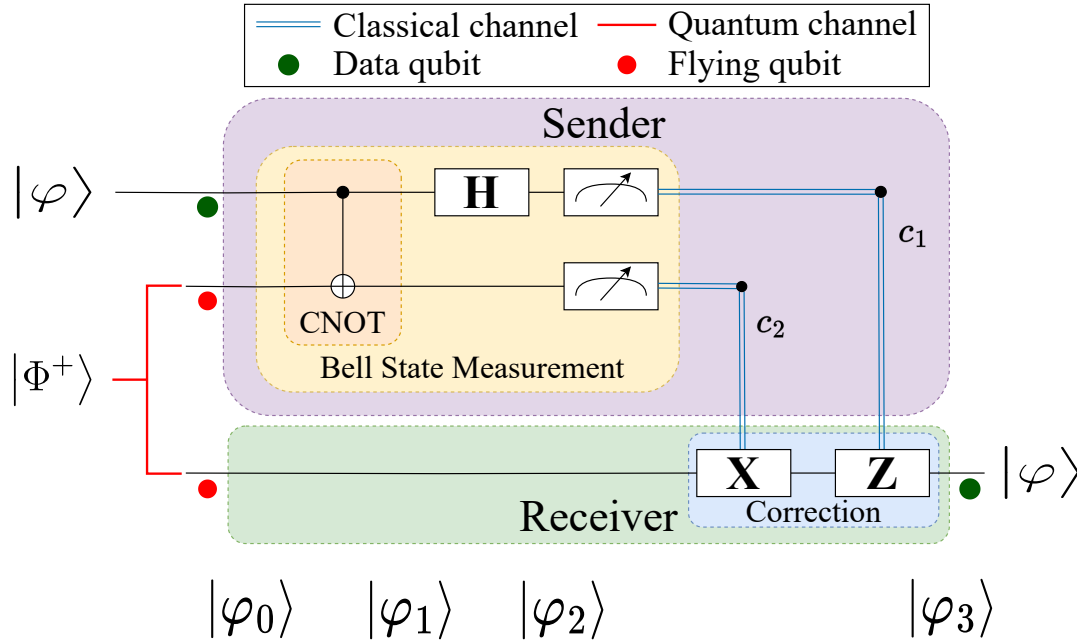 Classical channel
Quantum channel
Data qubit
Flying qubit
Sender
|φ⟩
H
c₁
CNOT
c₂
Bell State Measurement
|Φ⁺⟩
X
Z
|φ⟩
Correction
Receiver
|φ₀⟩
|φ₁⟩
|φ₂⟩
|φ₃⟩